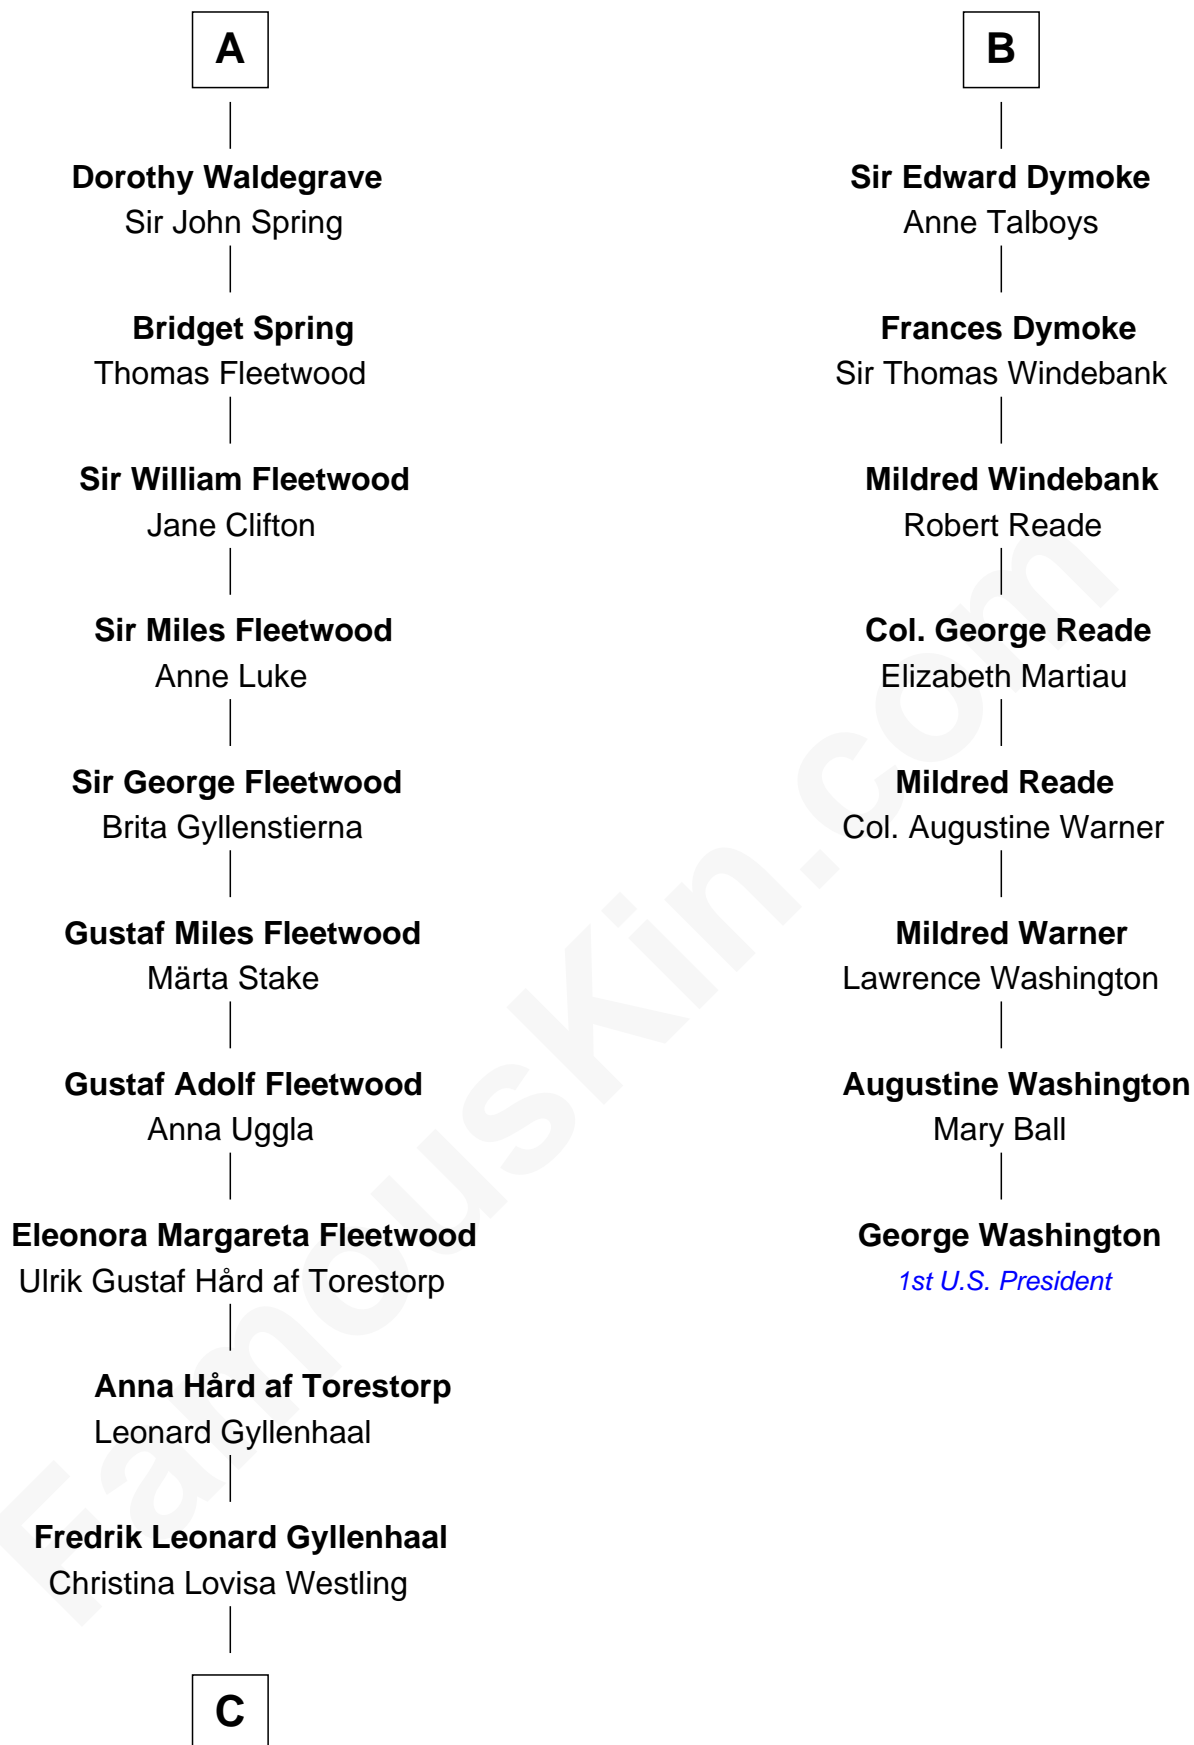 A
Dorothy Waldegrave
Sir John Spring
Bridget Spring
Thomas Fleetwood
Sir William Fleetwood
Jane Clifton
Sir Miles Fleetwood
Anne Luke
Sir George Fleetwood
Brita Gyllenstierna
Gustaf Miles Fleetwood
Märta Stake
Gustaf Adolf Fleetwood
Anna Uggla
Eleonora Margareta Fleetwood
Ulrik Gustaf Hård af Torestorp
Anna Hård af Torestorp
Leonard Gyllenhaal
Fredrik Leonard Gyllenhaal
Christina Lovisa Westling
C
B
Sir Edward Dymoke
Anne Talboys
Frances Dymoke
Sir Thomas Windebank
Mildred Windebank
Robert Reade
Col. George Reade
Elizabeth Martiau
Mildred Reade
Col. Augustine Warner
Mildred Warner
Lawrence Washington
Augustine Washington
Mary Ball
George Washington
1st U.S. President
FamousKin.com